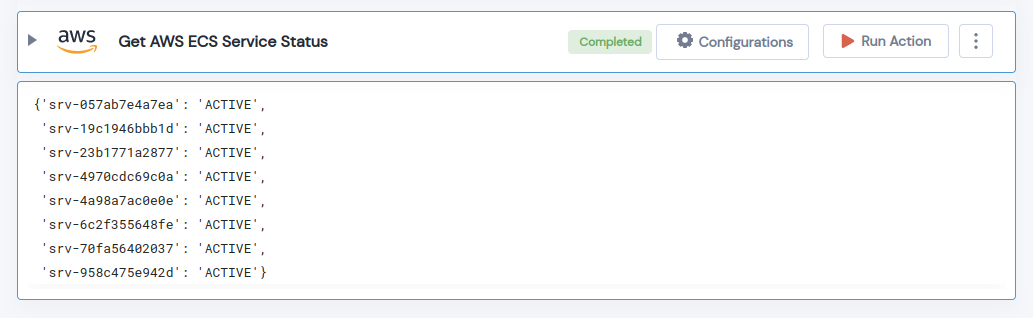 aws Get AWS ECS Service Status Completed Configurations Run Action
{'srv-057ab7e4a7ea': 'ACTIVE',
 'srv-19c1946bbb1d': 'ACTIVE',
 'srv-23b1771a2877': 'ACTIVE',
 'srv-4970cdc69c0a': 'ACTIVE',
 'srv-4a98a7ac0e0e': 'ACTIVE',
 'srv-6c2f355648fe': 'ACTIVE',
 'srv-70fa56402037': 'ACTIVE',
 'srv-958c475e942d': 'ACTIVE'}